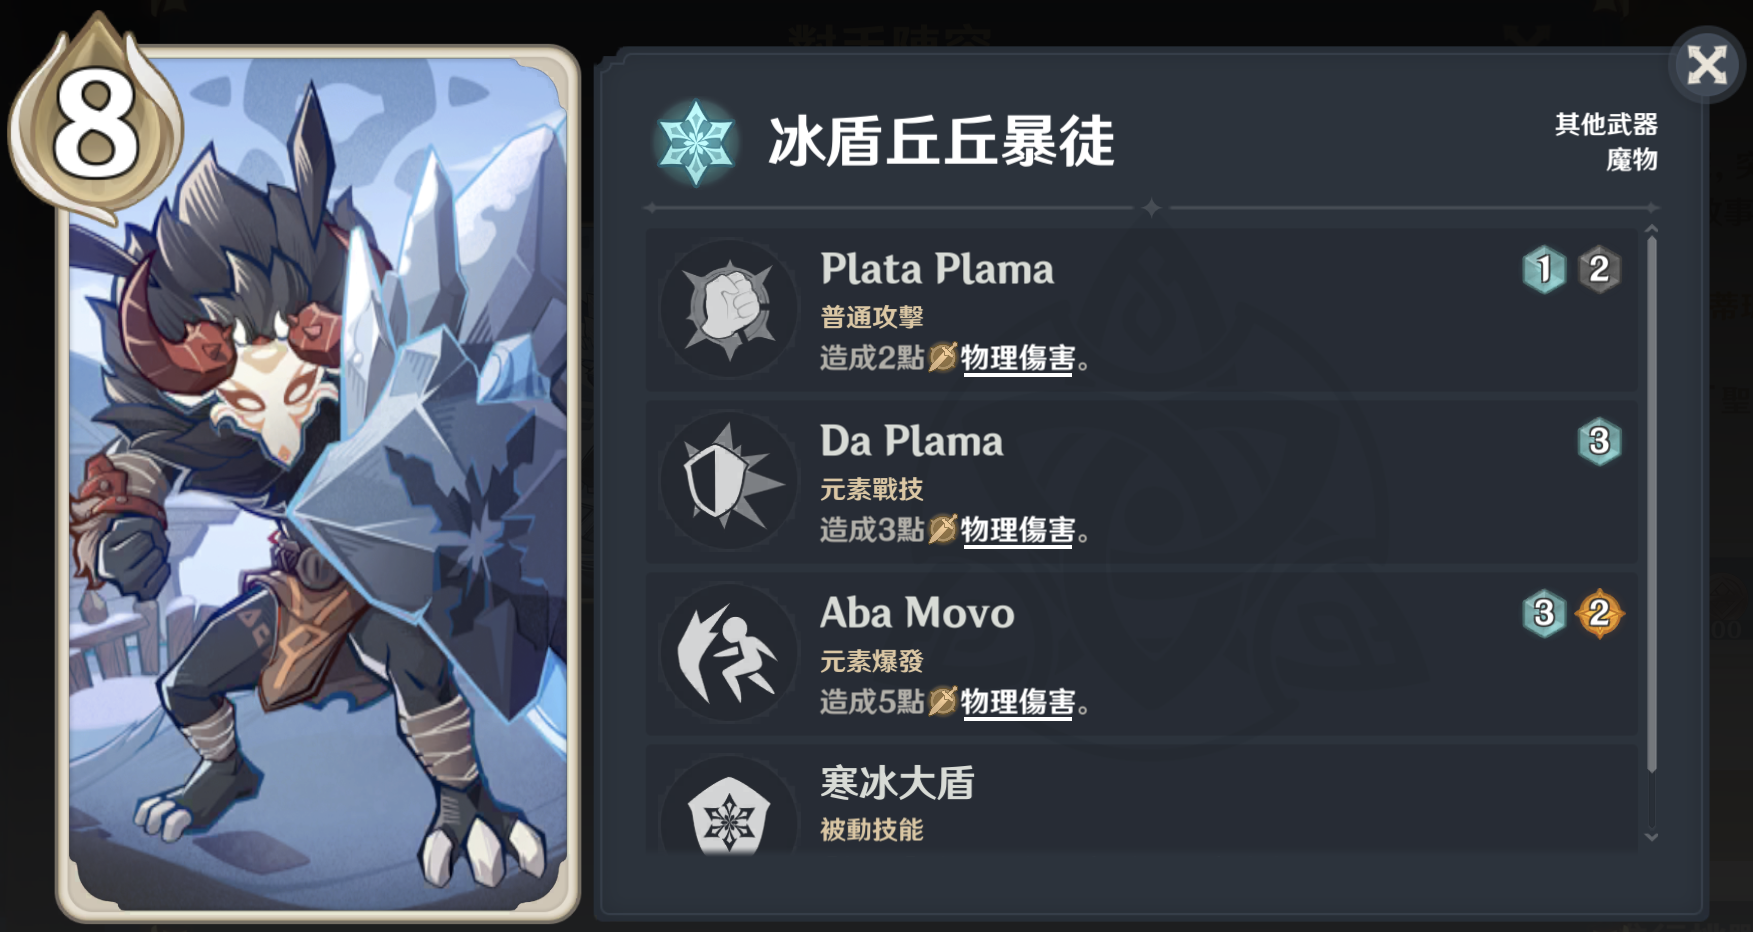 8
冰盾丘丘暴徒
其他武器
魔物
Plata Plama
1 2
普通攻擊
造成2點物理傷害。
Da Plama
3
元素戰技
造成3點物理傷害。
Aba Movo
3 2
元素爆發
造成5點物理傷害。
寒冰大盾
被動技能